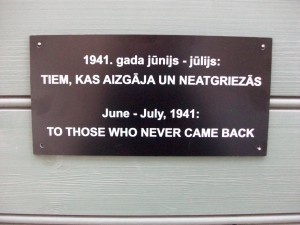 1941. gada jūnijs - jūlijs:
TIEM, KAS AIZGĀJA UN NEATGRIEZĀS
June - July, 1941:
TO THOSE WHO NEVER CAME BACK